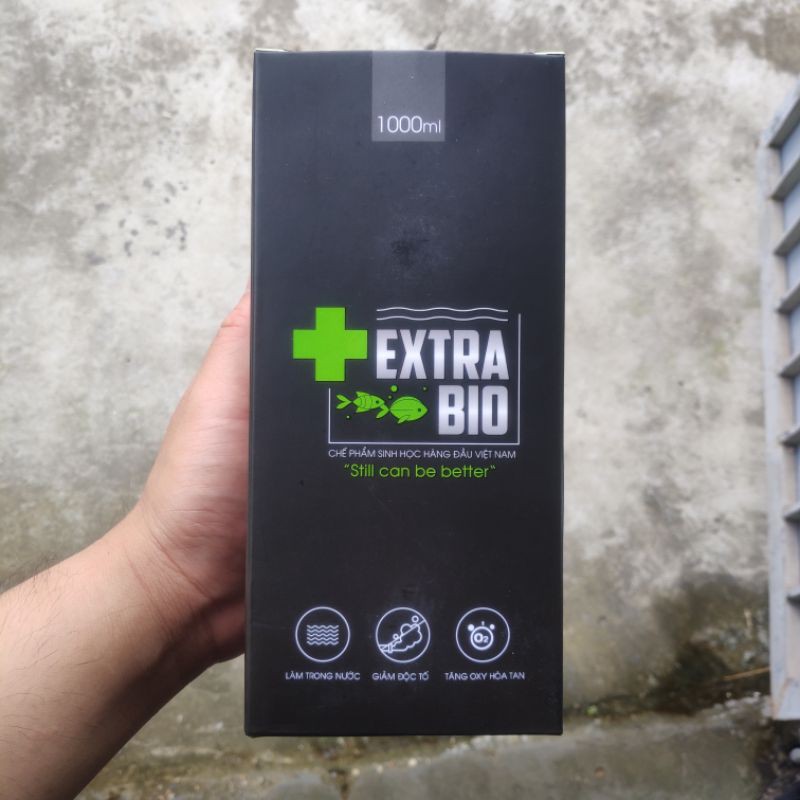 1000ml
EXTRA
BIO
CHẾ PHẨM SINH HỌC HÀNG ĐẦU VIỆT NAM
"Still can be better"
O2
LÀM TRONG NƯỚC
GIẢM ĐỘC TỐ
TĂNG OXY HÒA TAN